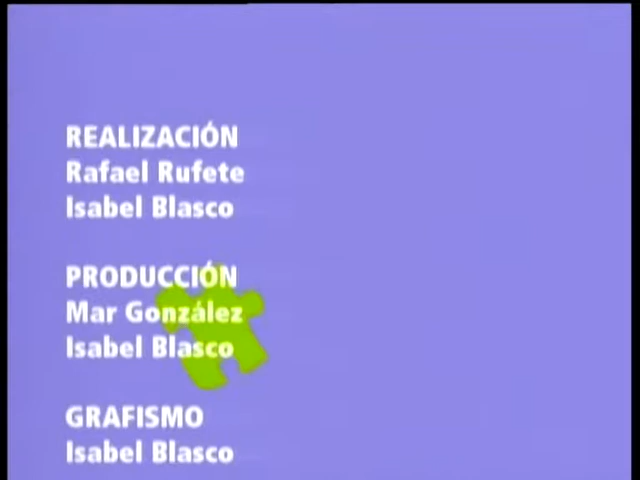 REALIZACIÓN
Rafael Rufete
Isabel Blasco
PRODUCCIÓN
Mar González
Isabel Blasco
GRAFISMO
Isabel Blasco